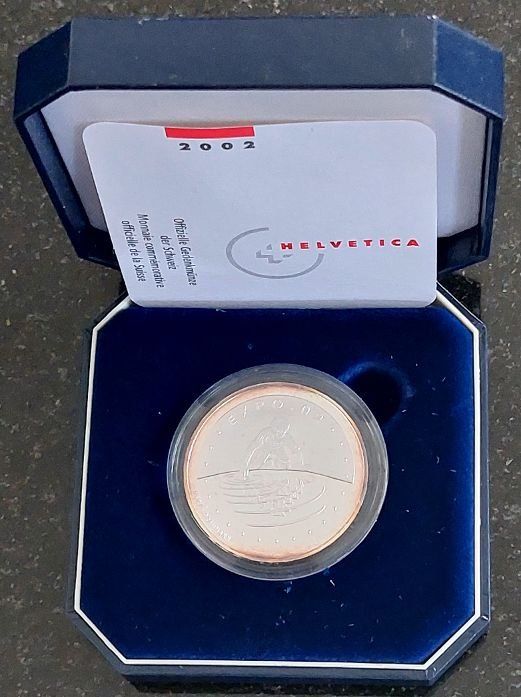 2002
HELVETICA
Offizielle Gedenkmünze
der Schweiz
Monnaie commémorative
officielle de la Suisse
EXPO.02